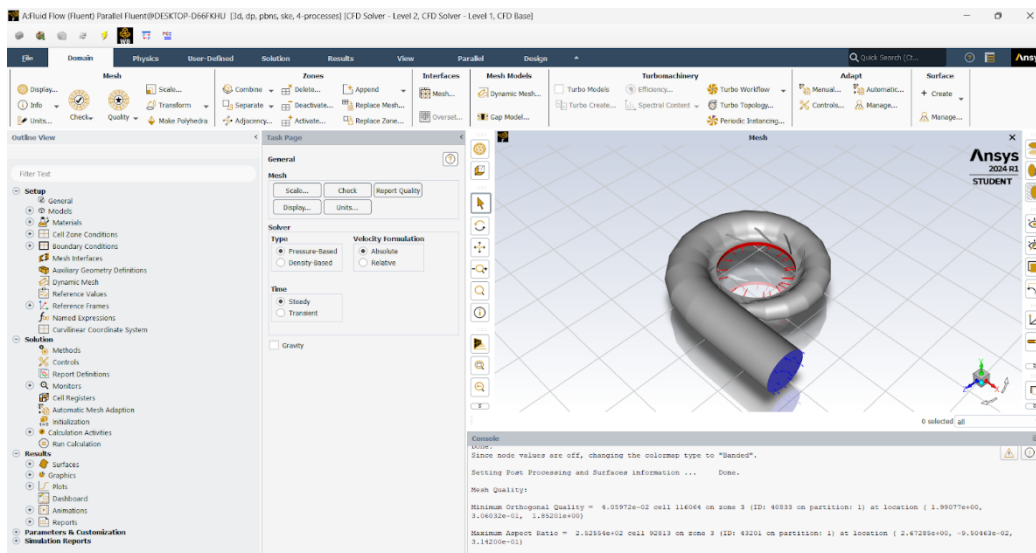 A:Fluid Flow (Fluent) Parallel Fluent@DESKTOP-D66FKHU [3d, dp, pbns, ske, 4-processes] [CFD Solver - Level 2, CFD Solver - Level 1, CFD Base]
File Domain Physics User-Defined Solution Results View Parallel Design
Quick Search (Ct...
Ansys
Mesh Zones Interfaces Mesh Models Turbomachinery Adapt Surface
Display... Scale... Combine Delete... Append Mesh... Dynamic Mesh... Turbo Models Efficiency... Turbo Workflow Manual... Automatic... + Create
Info Check Quality Transform Separate Deactivate... Replace Mesh... Turbo Create... Spectral Content Turbo Topology... Controls... Manage...
Units... Make Polyhedra Adjacency... Activate... Replace Zone... Overset... Gap Model... Periodic Instancing... Manage...
Outline View
Filter Text
Setup
General
Models
Materials
Cell Zone Conditions
Boundary Conditions
Mesh Interfaces
Auxiliary Geometry Definitions
Dynamic Mesh
Reference Values
Reference Frames
Named Expressions
Curvilinear Coordinate System
Solution
Methods
Controls
Report Definitions
Monitors
Cell Registers
Automatic Mesh Adaption
Initialization
Calculation Activities
Run Calculation
Results
Surfaces
Graphics
Plots
Dashboard
Animations
Reports
Parameters & Customization
Simulation Reports
Task Page
General
Mesh
Scale... Check Report Quality
Display... Units...
Solver
Type Velocity Formulation
Pressure-Based Absolute
Density-Based Relative
Time
Steady
Transient
Gravity
Mesh
Ansys
2024 R1
STUDENT
0 selected all
Console
Done.
Since node values are off, changing the colormap type to "Banded".
Setting Post Processing and Surfaces information ... Done.
Mesh Quality:
Minimum Orthogonal Quality = 4.05972e-02 cell 116064 on zone 3 (ID: 40833 on partition: 1) at location ( 1.99077e+00,
3.06032e-01, 1.85201e+00)
Maximum Aspect Ratio = 2.52554e+02 cell 92813 on zone 3 (ID: 43201 on partition: 1) at location ( 2.67285e+00, -9.50463e-02,
3.14200e-01)